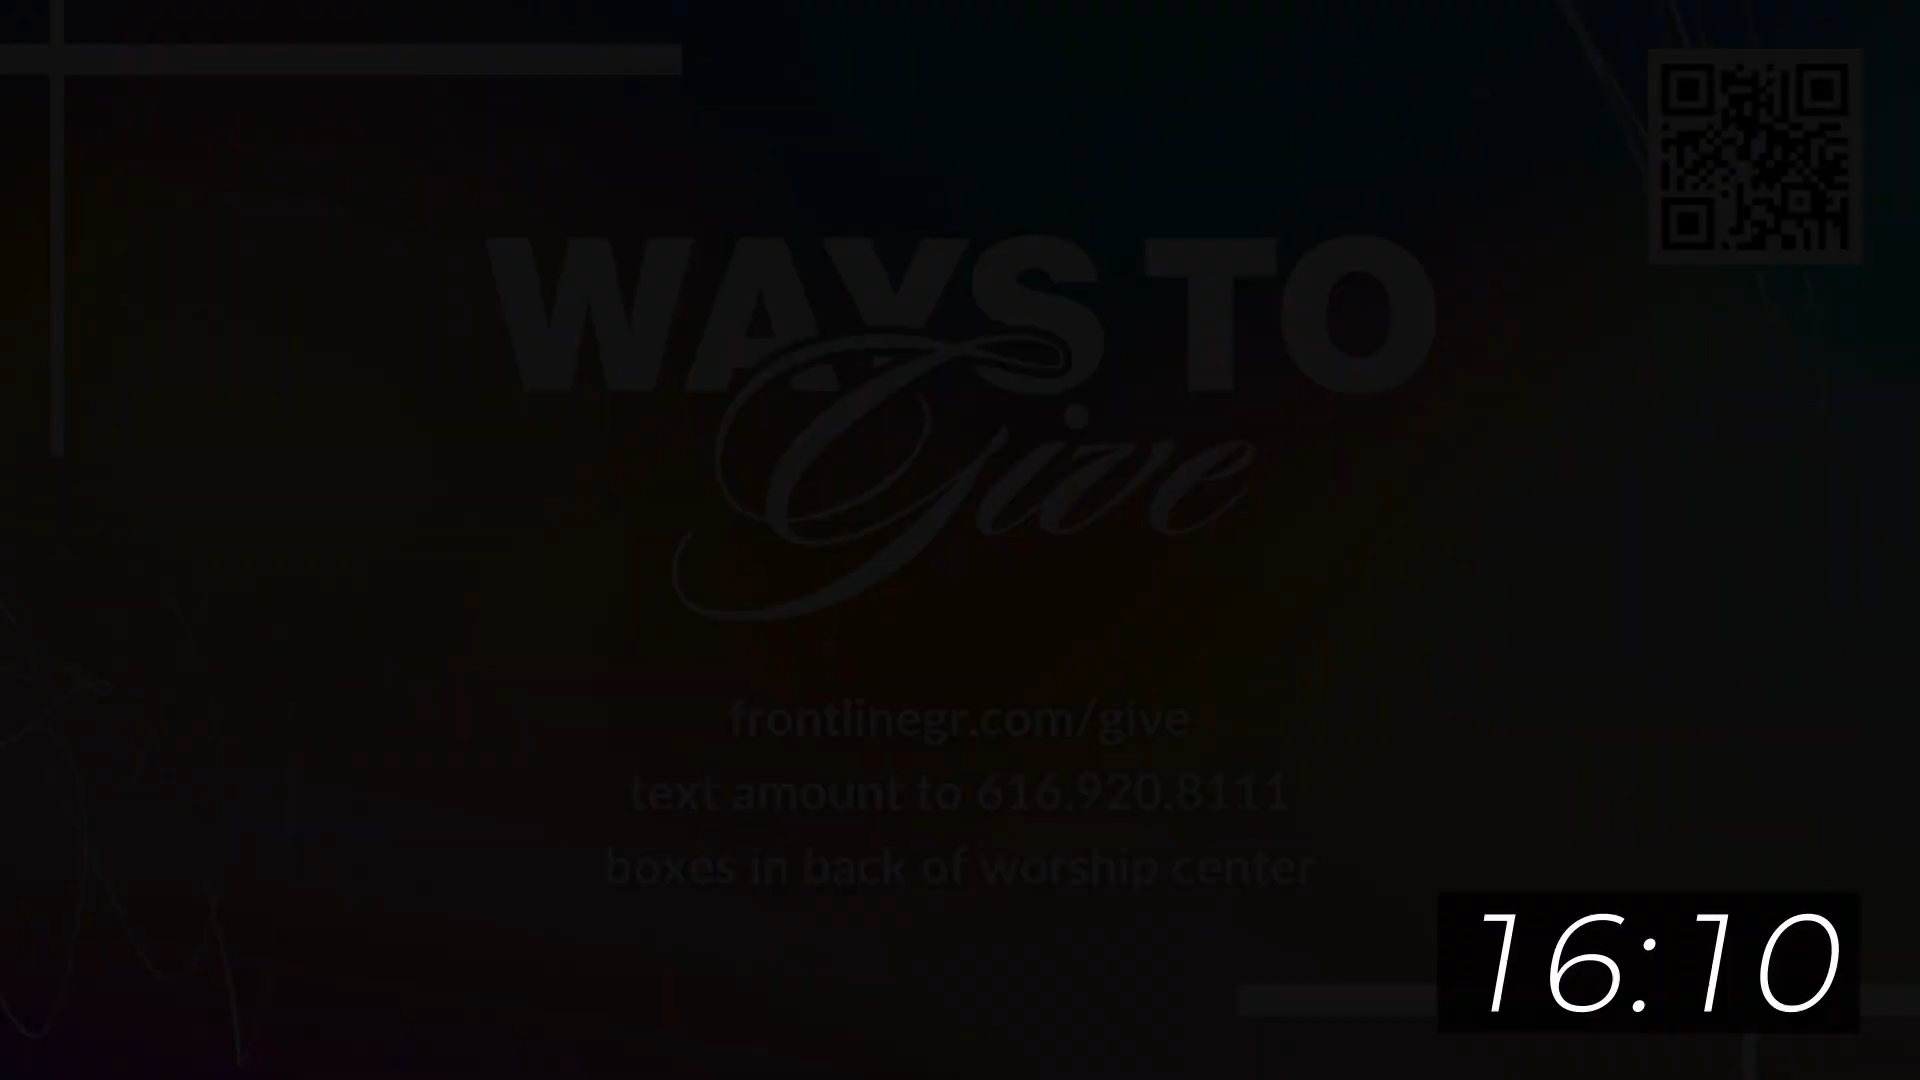 WAYS TO
Give
frontlinegr.com/give
text amount to 616.920.8111
boxes in back of worship center
16:10